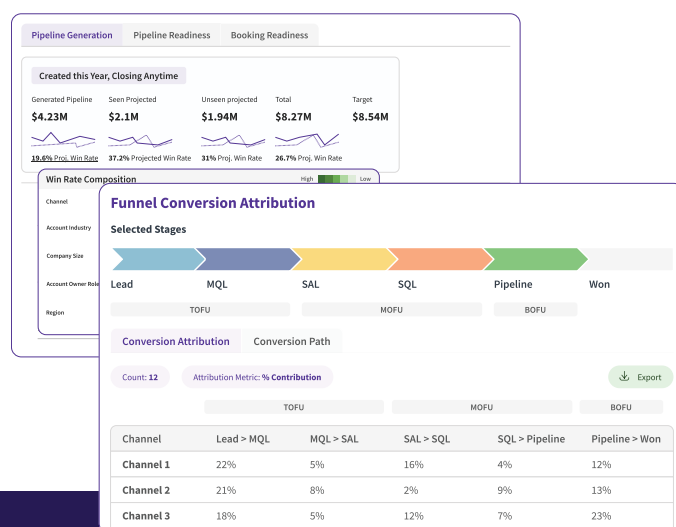 Pipeline Generation Pipeline Readiness Booking Readiness
Created this Year, Closing Anytime
Generated Pipeline Seen Projected Unseen projected Total Target
$4.23M $2.1M $1.94M $8.27M $8.54M
19.6% Proj. Win Rate 37.2% Projected Win Rate 31% Proj. Win Rate 26.7% Proj. Win Rate
Win Rate Composition High Low
Channel
Account Industry
Company Size
Account Owner Role
Region
Funnel Conversion Attribution
Selected Stages
Lead MQL SAL SQL Pipeline Won
TOFU MOFU BOFU
Conversion Attribution Conversion Path
Count: 12 Attribution Metric: % Contribution Export
TOFU MOFU BOFU
Channel Lead > MQL MQL > SAL SAL > SQL SQL > Pipeline Pipeline > Won
Channel 1 22% 5% 16% 4% 12%
Channel 2 21% 8% 2% 9% 13%
Channel 3 18% 5% 12% 7% 23%